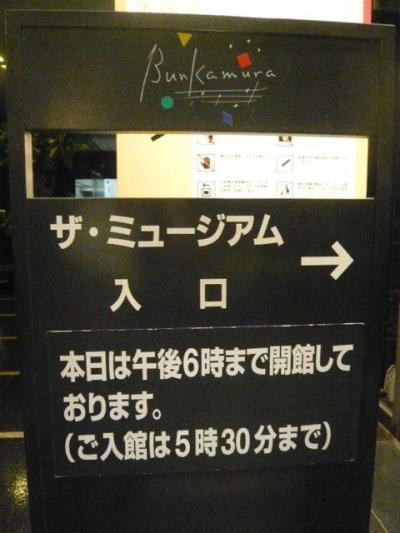 Bunkamura
ザ・ミュージアム
入口
本日は午後6時まで開館して
おります。
(ご入館は5時30分まで)